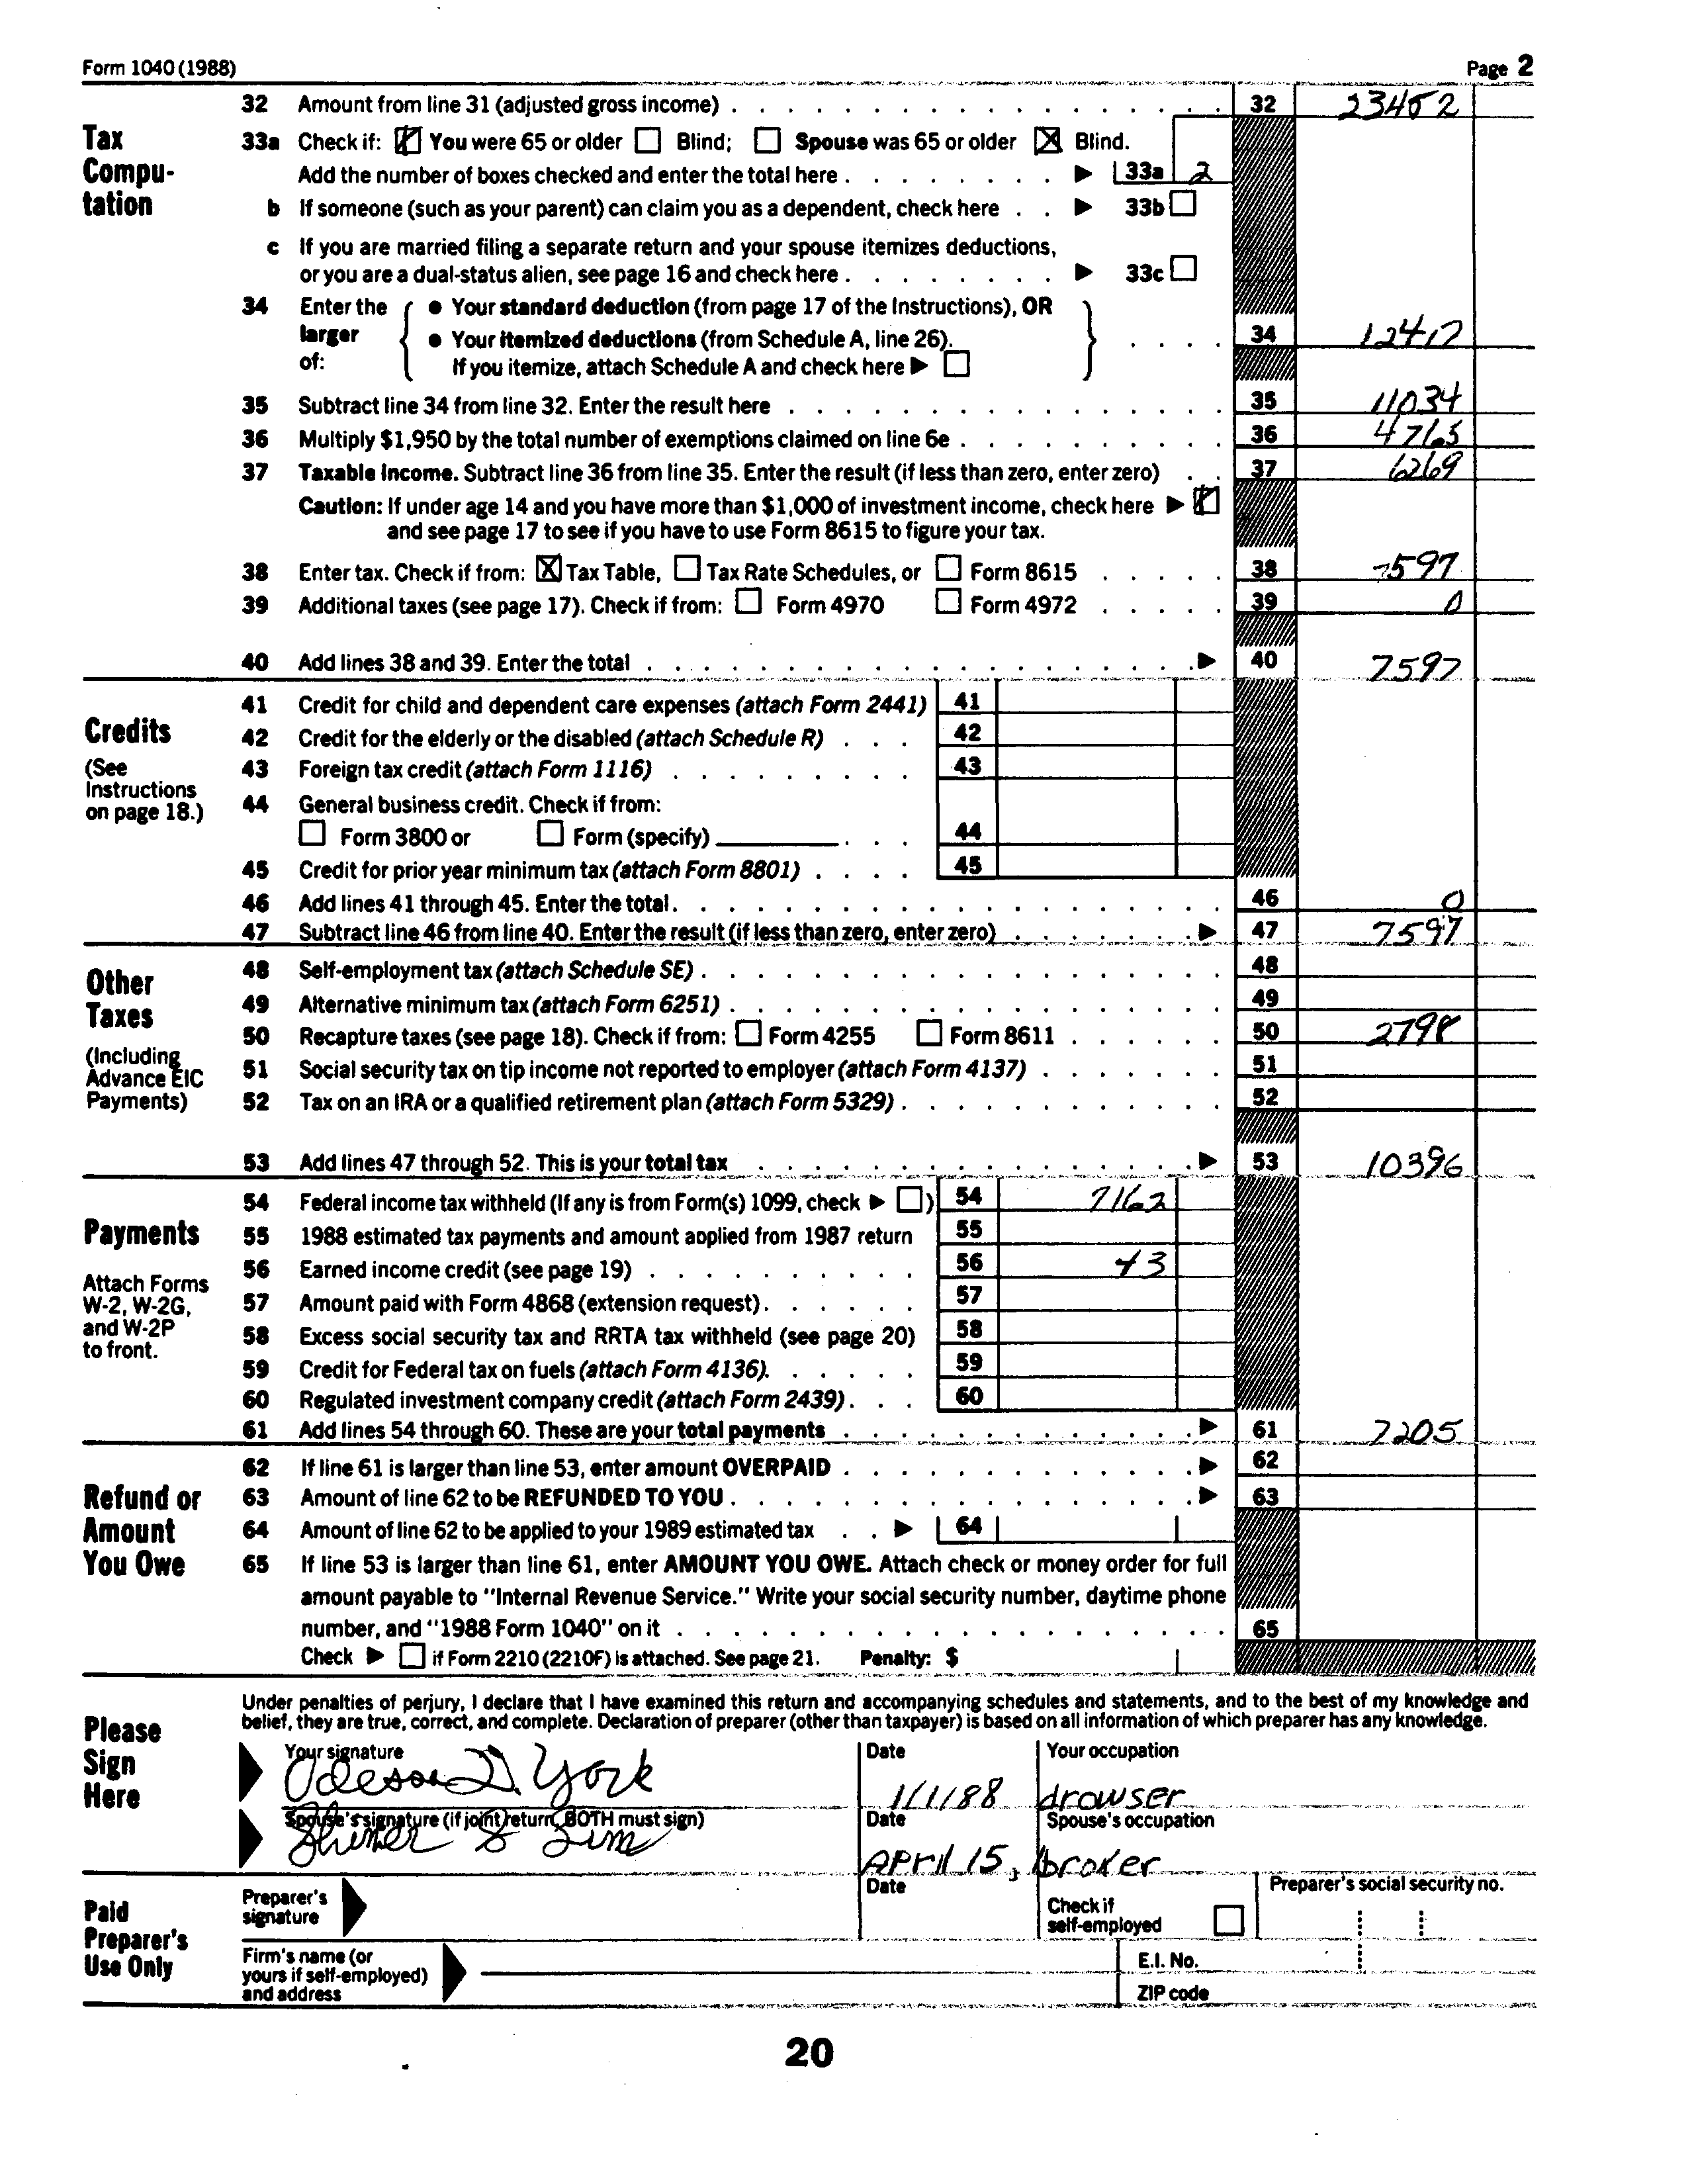 Form 1040 (1988) Page 2
32 Amount from line 31 (adjusted gross income) 32 23452
Tax Computation
33a Check if: You were 65 or older Blind; Spouse was 65 or older Blind.
Add the number of boxes checked and enter the total here 33a 2
b If someone (such as your parent) can claim you as a dependent, check here 33b
c If you are married filing a separate return and your spouse itemizes deductions,
or you are a dual-status alien, see page 16 and check here 33c
34 Enter the larger of:
• Your standard deduction (from page 17 of the Instructions), OR
• Your itemized deductions (from Schedule A, line 26).
If you itemize, attach Schedule A and check here
34 12417
35 Subtract line 34 from line 32. Enter the result here 35 11034
36 Multiply $1,950 by the total number of exemptions claimed on line 6e 36 4765
37 Taxable income. Subtract line 36 from line 35. Enter the result (if less than zero, enter zero) 37 6269
Caution: If under age 14 and you have more than $1,000 of investment income, check here
and see page 17 to see if you have to use Form 8615 to figure your tax.
38 Enter tax. Check if from: Tax Table, Tax Rate Schedules, or Form 8615 38 7597
39 Additional taxes (see page 17). Check if from: Form 4970 Form 4972 39 0
40 Add lines 38 and 39. Enter the total 40 7597
Credits
(See Instructions on page 18.)
41 Credit for child and dependent care expenses (attach Form 2441) 41
42 Credit for the elderly or the disabled (attach Schedule R) 42
43 Foreign tax credit (attach Form 1116) 43
44 General business credit. Check if from:
Form 3800 or Form (specify) 44
45 Credit for prior year minimum tax (attach Form 8801) 45
46 Add lines 41 through 45. Enter the total 46 0
47 Subtract line 46 from line 40. Enter the result (if less than zero, enter zero) 47 7597
Other Taxes
(Including Advance EIC Payments)
48 Self-employment tax (attach Schedule SE) 48
49 Alternative minimum tax (attach Form 6251) 49
50 Recapture taxes (see page 18). Check if from: Form 4255 Form 8611 50 2798
51 Social security tax on tip income not reported to employer (attach Form 4137) 51
52 Tax on an IRA or a qualified retirement plan (attach Form 5329) 52
53 Add lines 47 through 52. This is your total tax 53 10396
Payments
Attach Forms W-2, W-2G, and W-2P to front.
54 Federal income tax withheld (If any is from Form(s) 1099, check ) 54 7162
55 1988 estimated tax payments and amount applied from 1987 return 55
56 Earned income credit (see page 19) 56 43
57 Amount paid with Form 4868 (extension request) 57
58 Excess social security tax and RRTA tax withheld (see page 20) 58
59 Credit for Federal tax on fuels (attach Form 4136) 59
60 Regulated investment company credit (attach Form 2439) 60
61 Add lines 54 through 60. These are your total payments 61 7205
Refund or Amount You Owe
62 If line 61 is larger than line 53, enter amount OVERPAID 62
63 Amount of line 62 to be REFUNDED TO YOU 63
64 Amount of line 62 to be applied to your 1989 estimated tax 64
65 If line 53 is larger than line 61, enter AMOUNT YOU OWE. Attach check or money order for full
amount payable to "Internal Revenue Service." Write your social security number, daytime phone
number, and "1988 Form 1040" on it 65
Check if Form 2210 (2210F) is attached. See page 21. Penalty: $
Please Sign Here
Under penalties of perjury, I declare that I have examined this return and accompanying schedules and statements, and to the best of my knowledge and
belief, they are true, correct, and complete. Declaration of preparer (other than taxpayer) is based on all information of which preparer has any knowledge.
Your signature Date Your occupation
Odessa D. York 1/1/88 drowser
Spouse's signature (if joint return, BOTH must sign) Date Spouse's occupation
S Sim April 15, broker
Paid Preparer's Use Only
Preparer's signature Date Check if self-employed Preparer's social security no.
Firm's name (or yours if self-employed) and address E.I. No.
ZIP code
20